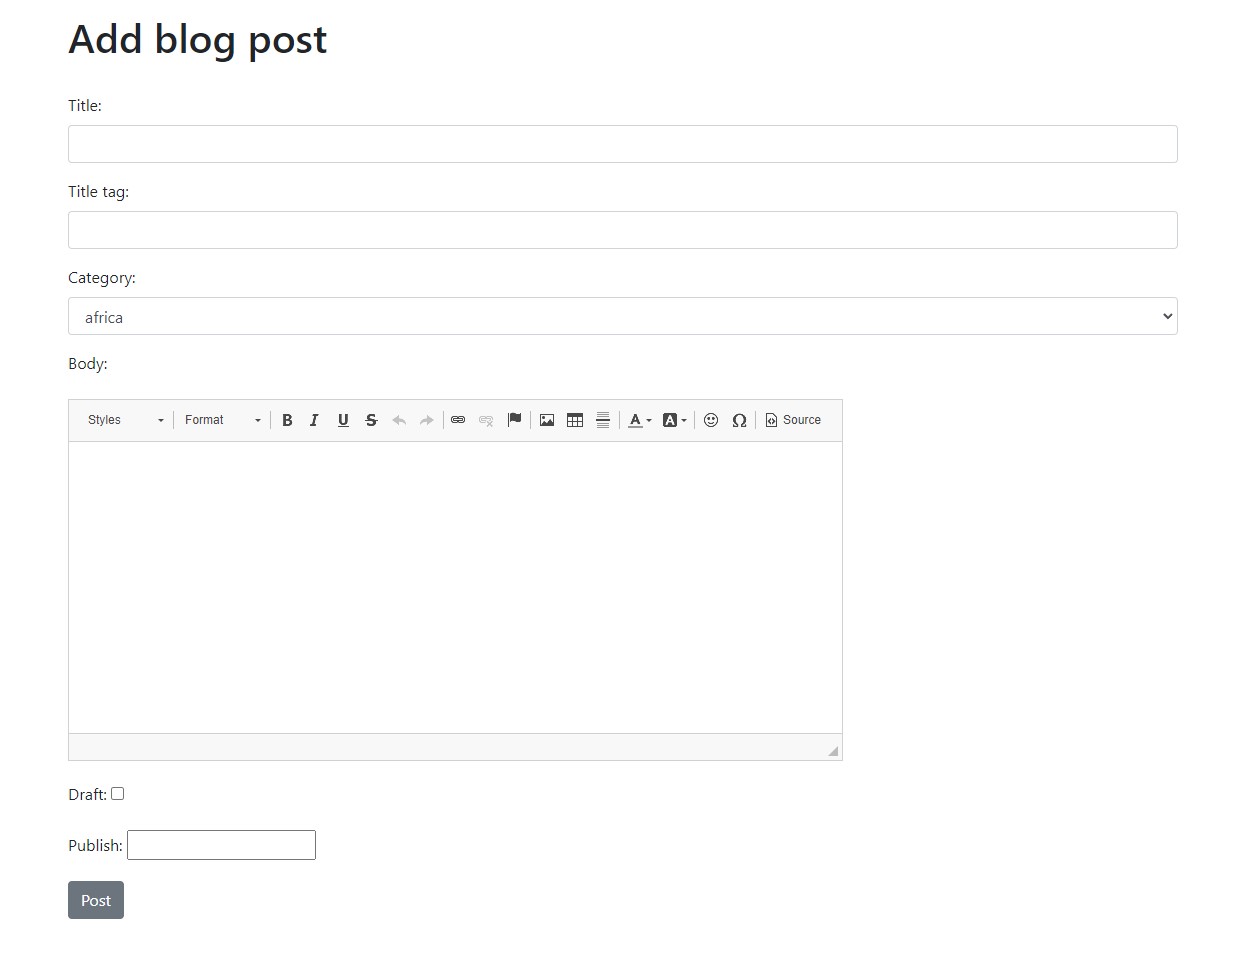 Add blog post
Title:
Title tag:
Category:
africa
Body:
Styles Format B I U S A A Ω Source
Draft:
Publish:
Post